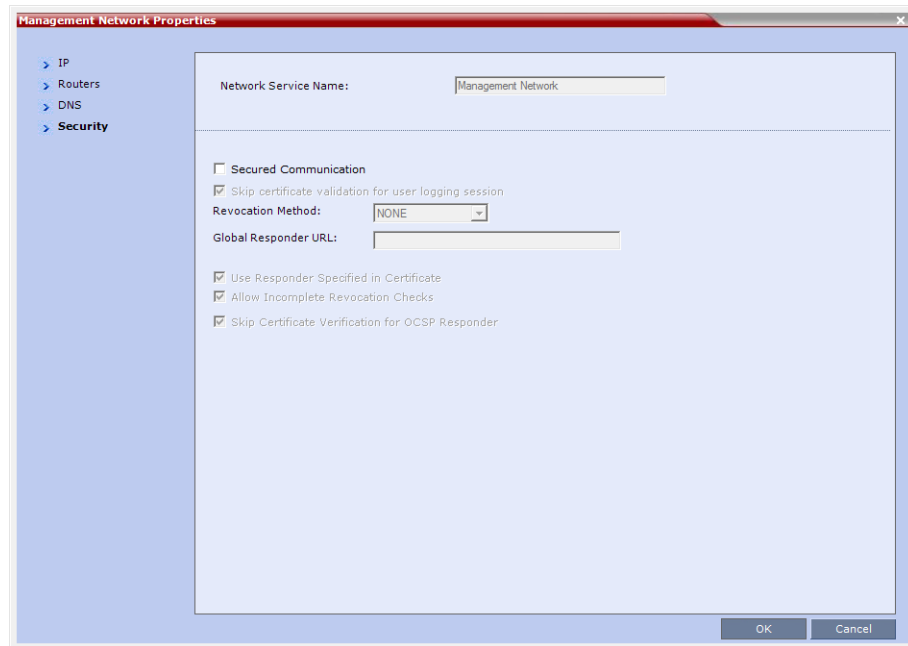 Management Network Properties
IP
Routers
DNS
Security
Network Service Name: Management Network
Secured Communication
Skip certificate validation for user logging session
Revocation Method: NONE
Global Responder URL:
Use Responder Specified in Certificate
Allow Incomplete Revocation Checks
Skip Certificate Verification for OCSP Responder
OK Cancel